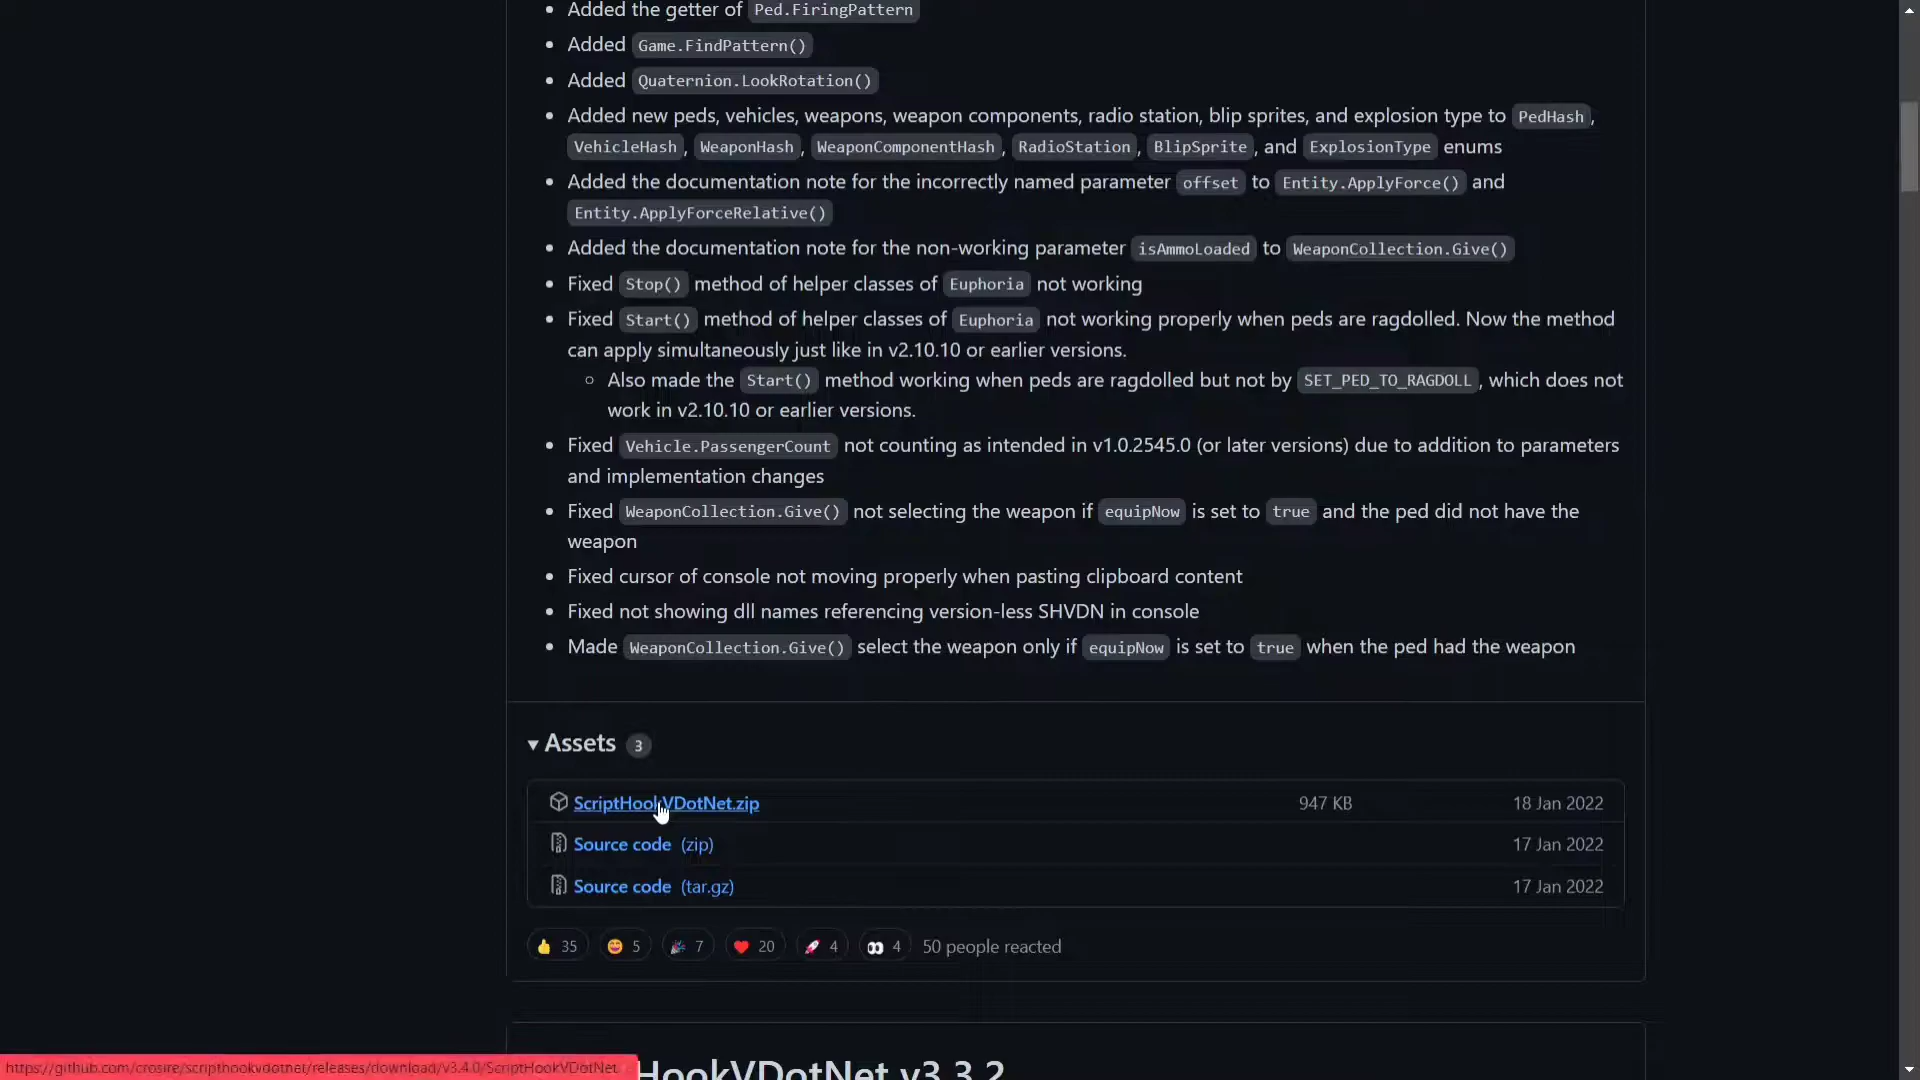 Added the getter of Ped.FiringPattern
Added Game.FindPattern()
Added Quaternion.LookRotation()
Added new peds, vehicles, weapons, weapon components, radio station, blip sprites, and explosion type to PedHash,
VehicleHash, WeaponHash, WeaponComponentHash, RadioStation, BlipSprite, and ExplosionType enums
Added the documentation note for the incorrectly named parameter offset to Entity.ApplyForce() and
Entity.ApplyForceRelative()
Added the documentation note for the non-working parameter isAmmoLoaded to WeaponCollection.Give()
Fixed Stop() method of helper classes of Euphoria not working
Fixed Start() method of helper classes of Euphoria not working properly when peds are ragdolled. Now the method
can apply simultaneously just like in v2.10.10 or earlier versions.
Also made the Start() method working when peds are ragdolled but not by SET_PED_TO_RAGDOLL, which does not
work in v2.10.10 or earlier versions.
Fixed Vehicle.PassengerCount not counting as intended in v1.0.2545.0 (or later versions) due to addition to parameters
and implementation changes
Fixed WeaponCollection.Give() not selecting the weapon if equipNow is set to true and the ped did not have the
weapon
Fixed cursor of console not moving properly when pasting clipboard content
Fixed not showing dll names referencing version-less SHVDN in console
Made WeaponCollection.Give() select the weapon only if equipNow is set to true when the ped had the weapon
Assets 3
ScriptHookVDotNet.zip 947 KB 18 Jan 2022
Source code (zip) 17 Jan 2022
Source code (tar.gz) 17 Jan 2022
35 5 7 20 4 4 50 people reacted
HookVDotNet v3.3.2
https://github.com/crosire/scripthookvdotnet/releases/download/v3.4.0/ScriptHookVDotNet